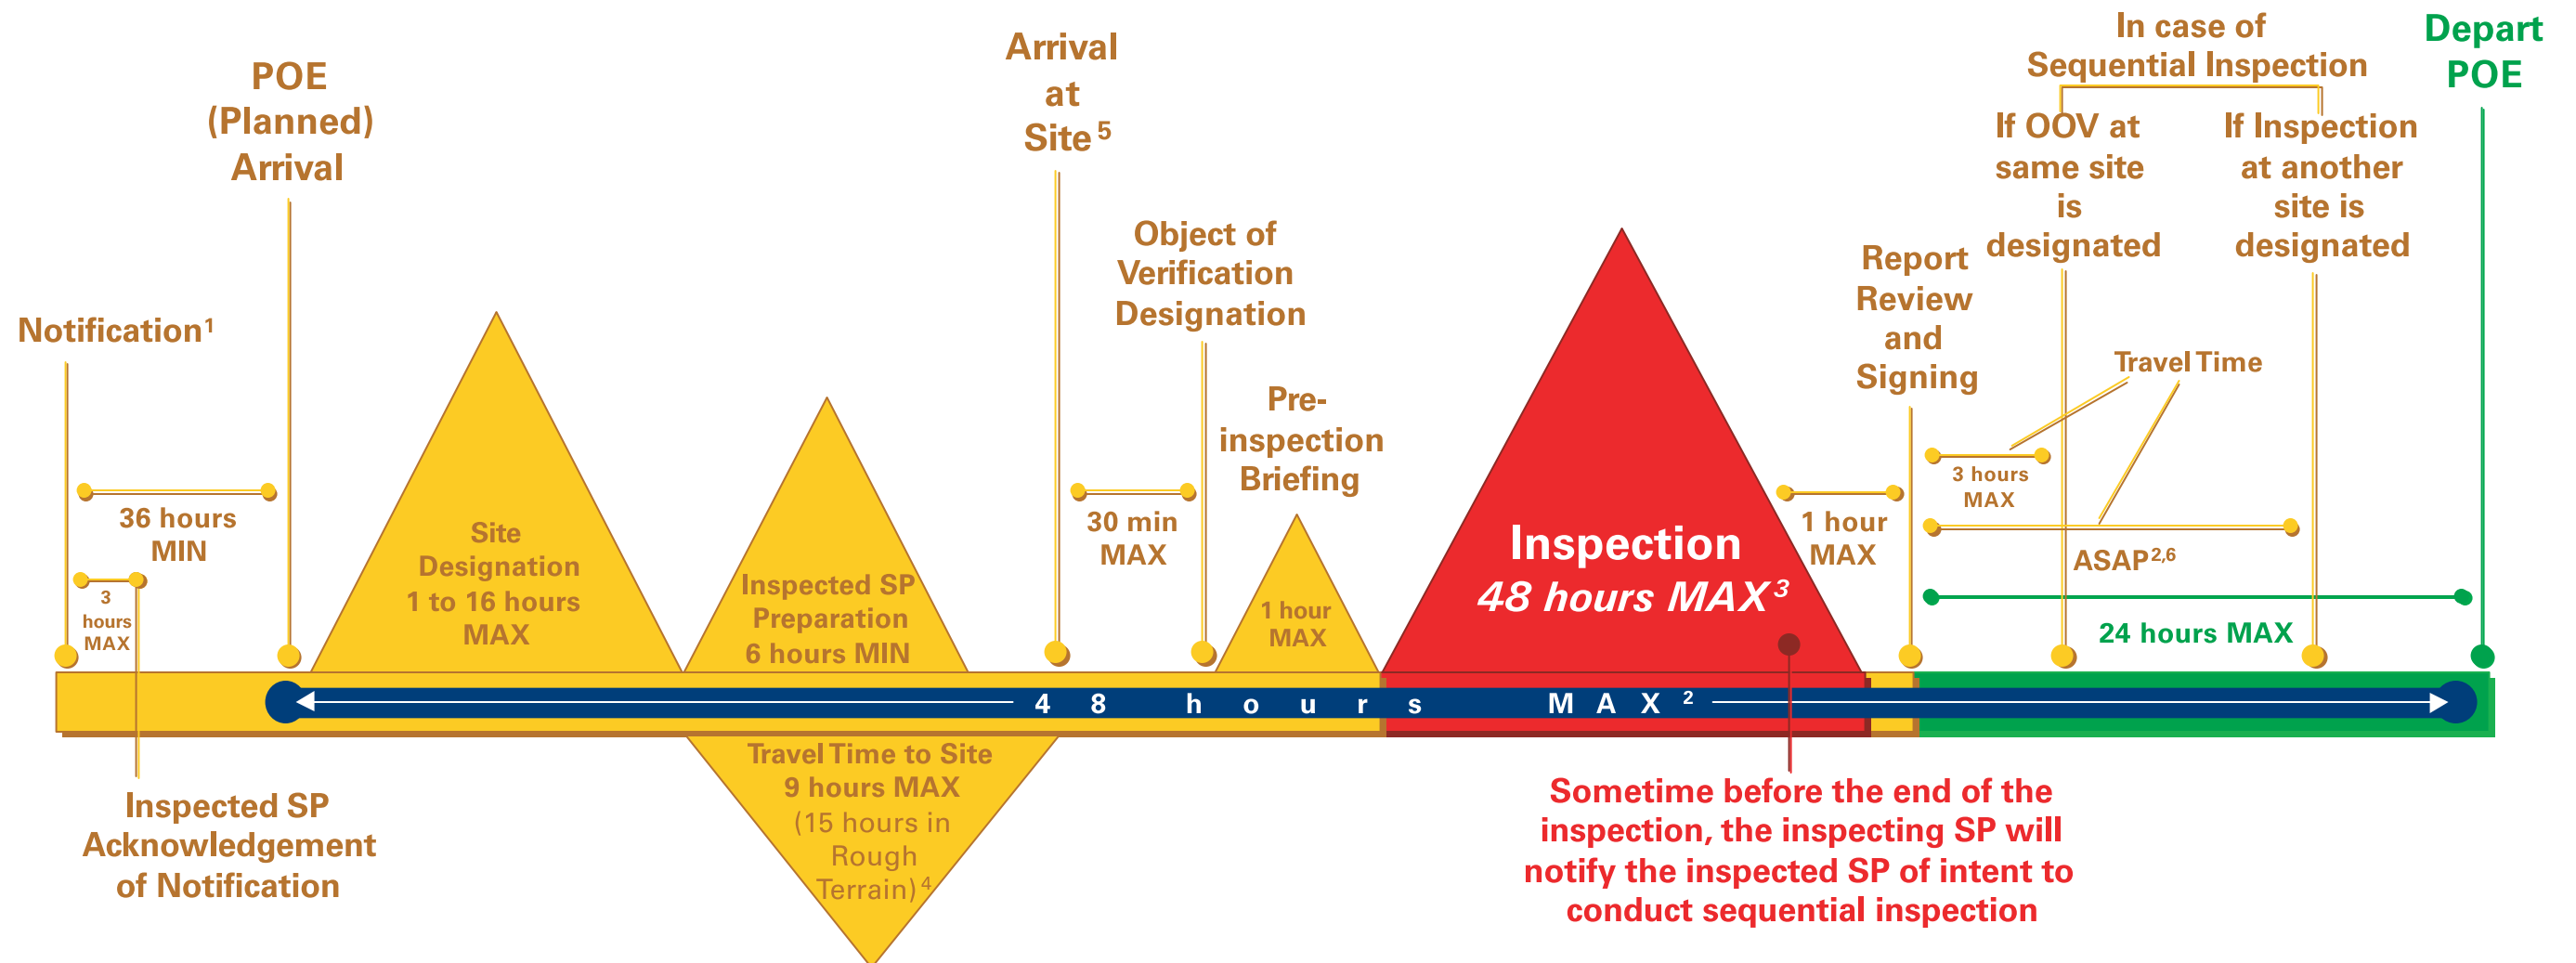 Notification1
3
hours
MAX
36 hours
MIN
Inspected SP
Acknowledgement
of Notification
POE
(Planned)
Arrival
Site
Designation
1 to 16 hours
MAX
Inspected SP
Preparation
6 hours MIN
Travel Time to Site
9 hours MAX
(15 hours in
Rough
Terrain)4
Arrival
at
Site5
30 min
MAX
Object of
Verification
Designation
Pre-
inspection
Briefing
1 hour
MAX
Inspection
48 hours MAX3
48 hours MAX2
Sometime before the end of the
inspection, the inspecting SP will
notify the inspected SP of intent to
conduct sequential inspection
1 hour
MAX
Report
Review
and
Signing
In case of
Sequential Inspection
If OOV at
same site
is
designated
If Inspection
at another
site is
designated
Travel Time
3 hours
MAX
ASAP2,6
24 hours MAX
Depart
POE